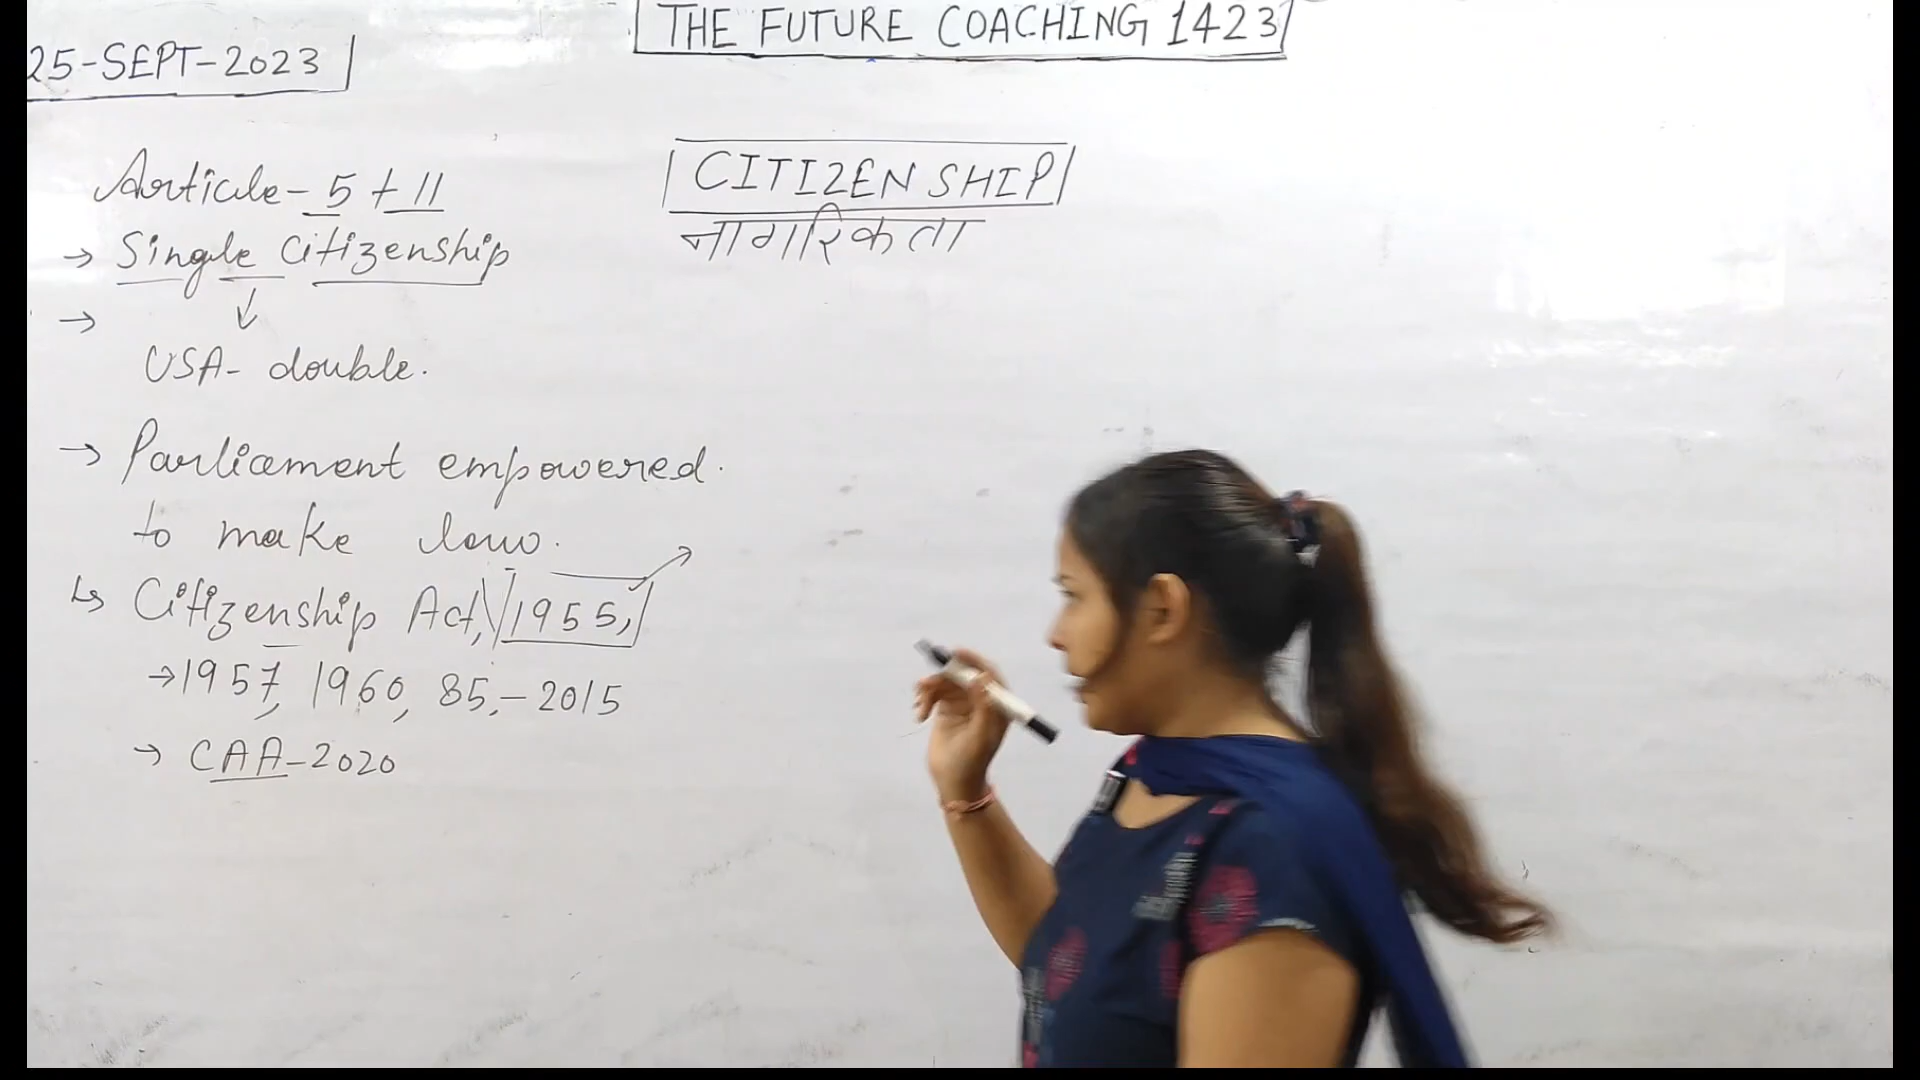 THE FUTURE COACHING 1423
25-SEPT-2023
CITIZENSHIP
नागरिकता
Article- 5 + 11
→ Single Citizenship
↓
→
USA- double.
→ Parliament empowered.
to make law.
↳ Citizenship Act, 1955,
→ 1957, 1960, 85,- 2015
→ CAA-2020